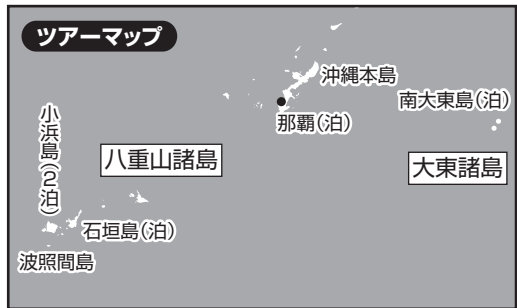 ツアーマップ
沖縄本島
南大東島(泊)
那覇(泊)
小浜島(2泊)
八重山諸島
大東諸島
石垣島(泊)
波照間島